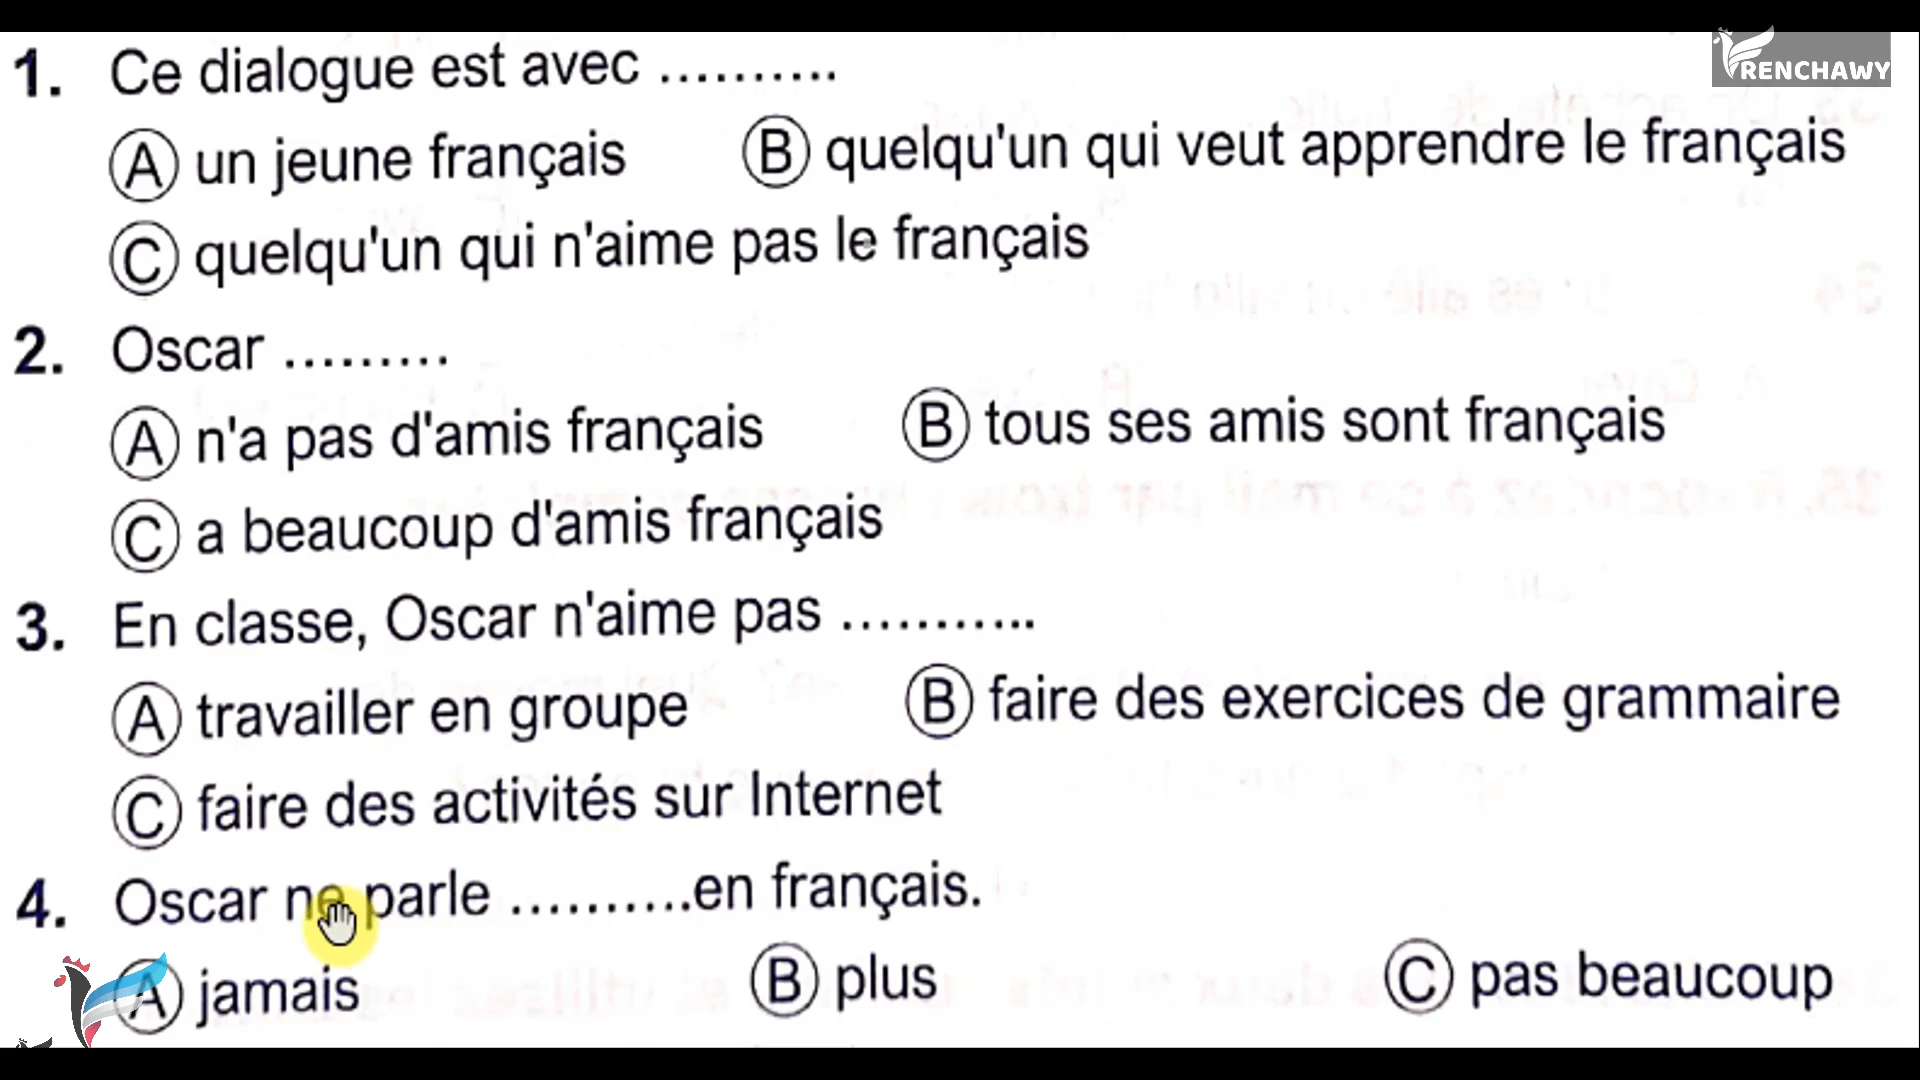 FRENCHAWY
1. Ce dialogue est avec ..........
A un jeune français B quelqu'un qui veut apprendre le français
C quelqu'un qui n'aime pas le français
2. Oscar .........
A n'a pas d'amis français B tous ses amis sont français
C a beaucoup d'amis français
3. En classe, Oscar n'aime pas ...........
A travailler en groupe B faire des exercices de grammaire
C faire des activités sur Internet
4. Oscar ne parle ..........en français.
A jamais B plus C pas beaucoup